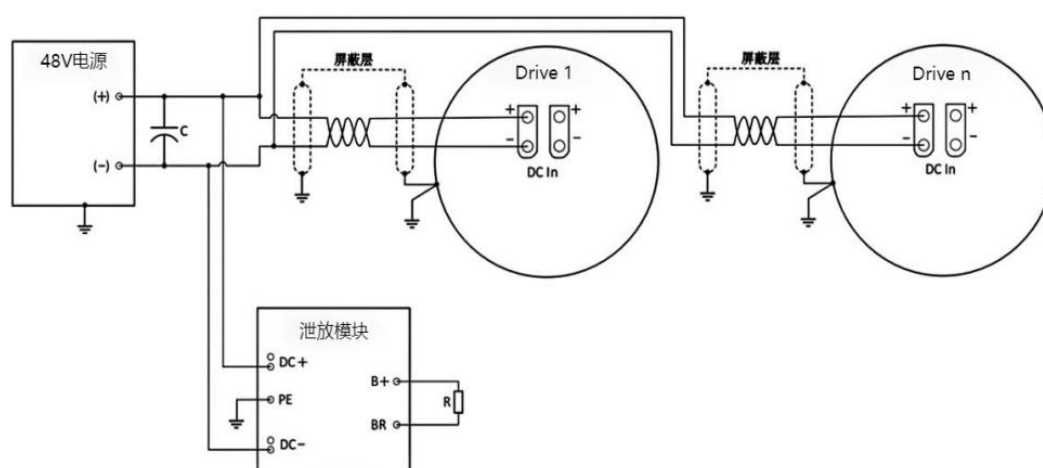 48V电源
(+)
C
(-)
屏蔽层
Drive 1
+
+
-
-
DC In
屏蔽层
Drive n
+
+
-
-
DC In
泄放模块
DC+
PE
DC-
B+
R
BR